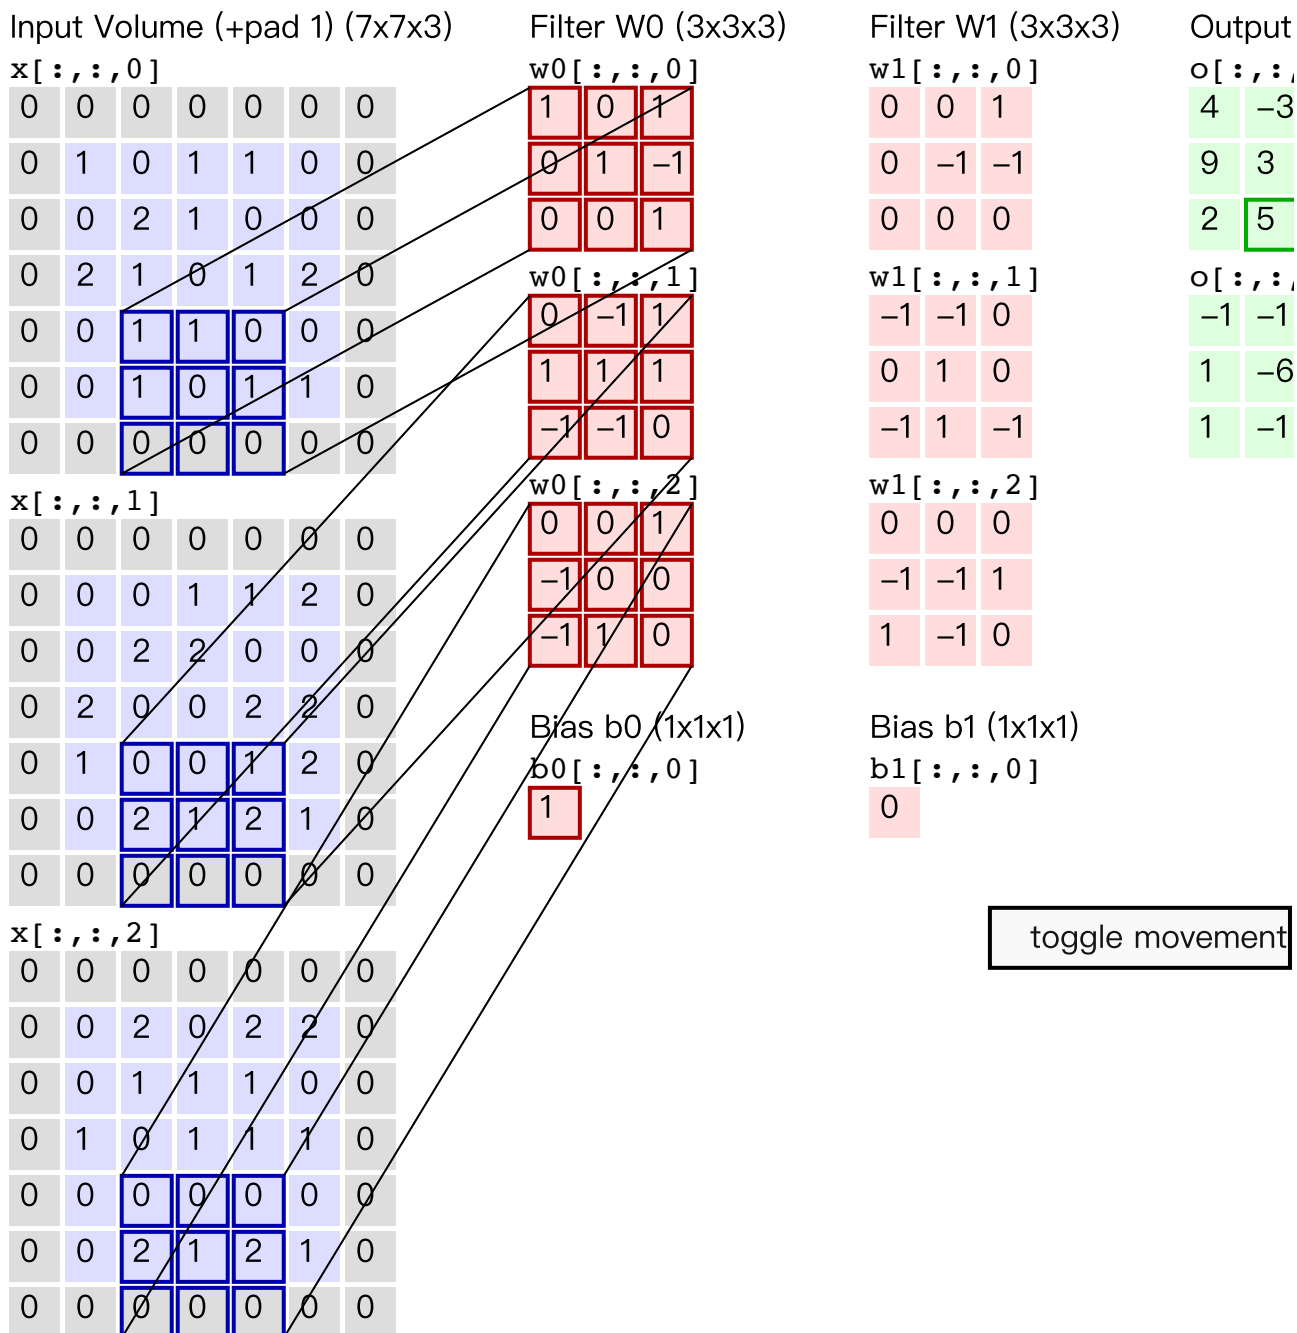 Input Volume (+pad 1) (7x7x3)
x[:,:,0]
0 0 0 0 0 0 0
0 1 0 1 1 0 0
0 0 2 1 0 0 0
0 2 1 0 1 2 0
0 0 1 1 0 0 0
0 0 1 0 1 1 0
0 0 0 0 0 0 0
x[:,:,1]
0 0 0 0 0 0 0
0 0 0 1 1 2 0
0 0 2 2 0 0 0
0 2 0 0 2 2 0
0 1 0 0 1 2 0
0 0 2 1 2 1 0
0 0 0 0 0 0 0
x[:,:,2]
0 0 0 0 0 0 0
0 0 2 0 2 2 0
0 0 1 1 1 0 0
0 1 0 1 1 1 0
0 0 0 0 0 0 0
0 0 2 1 2 1 0
0 0 0 0 0 0 0
Filter W0 (3x3x3)
w0[:,:,0]
1 0 1
0 1 –1
0 0 1
w0[:,:,1]
0 –1 1
1 1 1
–1 –1 0
w0[:,:,2]
0 0 1
–1 0 0
–1 1 0
Bias b0 (1x1x1)
b0[:,:,0]
1
Filter W1 (3x3x3)
w1[:,:,0]
0 0 1
0 –1 –1
0 0 0
w1[:,:,1]
–1 –1 0
0 1 0
–1 1 –1
w1[:,:,2]
0 0 0
–1 –1 1
1 –1 0
Bias b1 (1x1x1)
b1[:,:,0]
0
Output
o[:,:,
4 –3
9 3
2 5
o[:,:,
–1 –1
1 –6
1 –1
toggle movement